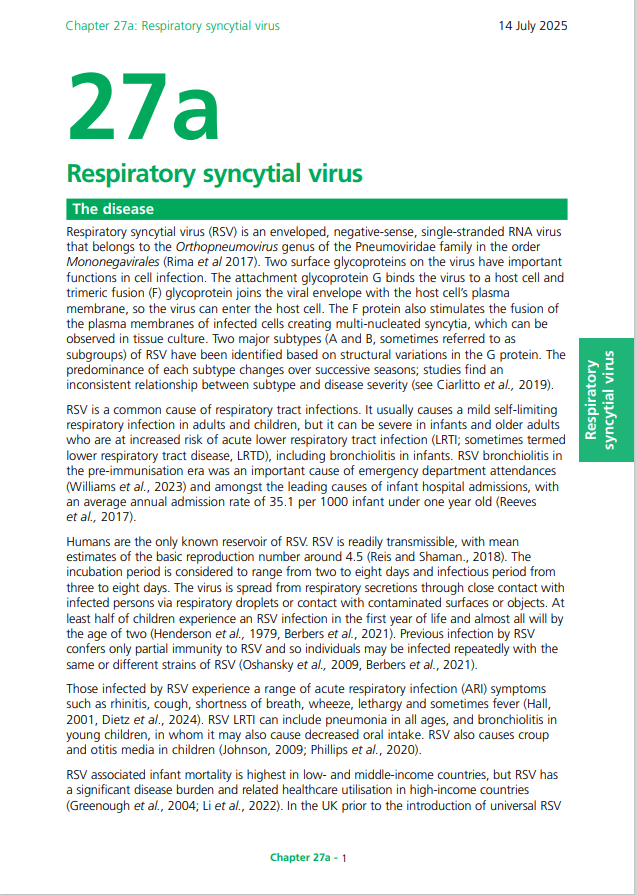 Chapter 27a: Respiratory syncytial virus
14 July 2025
27a
Respiratory syncytial virus
The disease
Respiratory syncytial virus (RSV) is an enveloped, negative-sense, single-stranded RNA virus
that belongs to the Orthopneumovirus genus of the Pneumoviridae family in the order
Mononegavirales (Rima et al 2017). Two surface glycoproteins on the virus have important
functions in cell infection. The attachment glycoprotein G binds the virus to a host cell and
trimeric fusion (F) glycoprotein joins the viral envelope with the host cell's plasma
membrane, so the virus can enter the host cell. The F protein also stimulates the fusion of
the plasma membranes of infected cells creating multi-nucleated syncytia, which can be
observed in tissue culture. Two major subtypes (A and B, sometimes referred to as
subgroups) of RSV have been identified based on structural variations in the G protein. The
predominance of each subtype changes over successive seasons; studies find an
inconsistent relationship between subtype and disease severity (see Ciarlitto et al., 2019).
RSV is a common cause of respiratory tract infections. It usually causes a mild self-limiting
respiratory infection in adults and children, but it can be severe in infants and older adults
who are at increased risk of acute lower respiratory tract infection (LRTI; sometimes termed
lower respiratory tract disease, LRTD), including bronchiolitis in infants. RSV bronchiolitis in
the pre-immunisation era was an important cause of emergency department attendances
(Williams et al., 2023) and amongst the leading causes of infant hospital admissions, with
an average annual admission rate of 35.1 per 1000 infant under one year old (Reeves
et al., 2017).
Humans are the only known reservoir of RSV. RSV is readily transmissible, with mean
estimates of the basic reproduction number around 4.5 (Reis and Shaman., 2018). The
incubation period is considered to range from two to eight days and infectious period from
three to eight days. The virus is spread from respiratory secretions through close contact with
infected persons via respiratory droplets or contact with contaminated surfaces or objects. At
least half of children experience an RSV infection in the first year of life and almost all will by
the age of two (Henderson et al., 1979, Berbers et al., 2021). Previous infection by RSV
confers only partial immunity to RSV and so individuals may be infected repeatedly with the
same or different strains of RSV (Oshansky et al., 2009, Berbers et al., 2021).
Those infected by RSV experience a range of acute respiratory infection (ARI) symptoms
such as rhinitis, cough, shortness of breath, wheeze, lethargy and sometimes fever (Hall,
2001, Dietz et al., 2024). RSV LRTI can include pneumonia in all ages, and bronchiolitis in
young children, in whom it may also cause decreased oral intake. RSV also causes croup
and otitis media in children (Johnson, 2009; Phillips et al., 2020).
RSV associated infant mortality is highest in low- and middle-income countries, but RSV has
a significant disease burden and related healthcare utilisation in high-income countries
(Greenough et al., 2004; Li et al., 2022). In the UK prior to the introduction of universal RSV
Respiratory
syncytial virus
Chapter 27a - 1